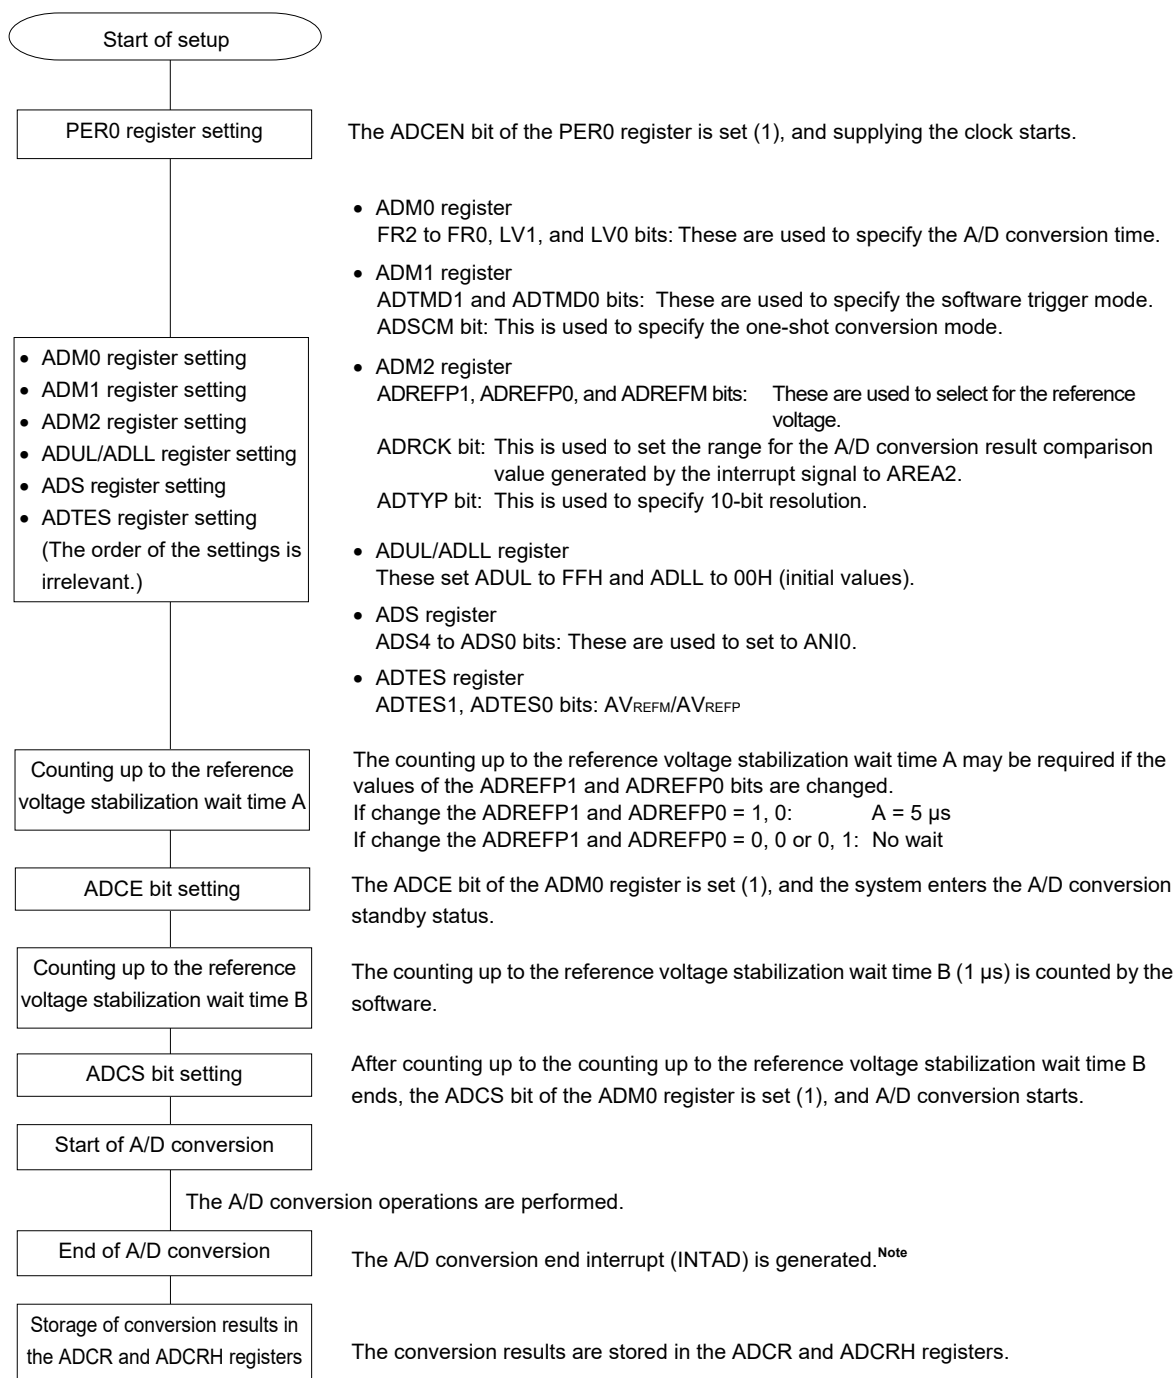 Start of setup
PER0 register setting
The ADCEN bit of the PER0 register is set (1), and supplying the clock starts.
• ADM0 register
FR2 to FR0, LV1, and LV0 bits: These are used to specify the A/D conversion time.
• ADM1 register
ADTMD1 and ADTMD0 bits: These are used to specify the software trigger mode.
ADSCM bit: This is used to specify the one-shot conversion mode.
• ADM2 register
ADREFP1, ADREFP0, and ADREFM bits: These are used to select for the reference
voltage.
ADRCK bit: This is used to set the range for the A/D conversion result comparison
value generated by the interrupt signal to AREA2.
ADTYP bit: This is used to specify 10-bit resolution.
• ADUL/ADLL register
These set ADUL to FFH and ADLL to 00H (initial values).
• ADS register
ADS4 to ADS0 bits: These are used to set to ANI0.
• ADTES register
ADTES1, ADTES0 bits: AVREFM/AVREFP
• ADM0 register setting
• ADM1 register setting
• ADM2 register setting
• ADUL/ADLL register setting
• ADS register setting
• ADTES register setting
(The order of the settings is
irrelevant.)
Counting up to the reference
voltage stabilization wait time A
The counting up to the reference voltage stabilization wait time A may be required if the
values of the ADREFP1 and ADREFP0 bits are changed.
If change the ADREFP1 and ADREFP0 = 1, 0: A = 5 µs
If change the ADREFP1 and ADREFP0 = 0, 0 or 0, 1: No wait
ADCE bit setting
The ADCE bit of the ADM0 register is set (1), and the system enters the A/D conversion
standby status.
Counting up to the reference
voltage stabilization wait time B
The counting up to the reference voltage stabilization wait time B (1 µs) is counted by the
software.
ADCS bit setting
After counting up to the counting up to the reference voltage stabilization wait time B
ends, the ADCS bit of the ADM0 register is set (1), and A/D conversion starts.
Start of A/D conversion
The A/D conversion operations are performed.
End of A/D conversion
The A/D conversion end interrupt (INTAD) is generated.Note
Storage of conversion results in
the ADCR and ADCRH registers
The conversion results are stored in the ADCR and ADCRH registers.